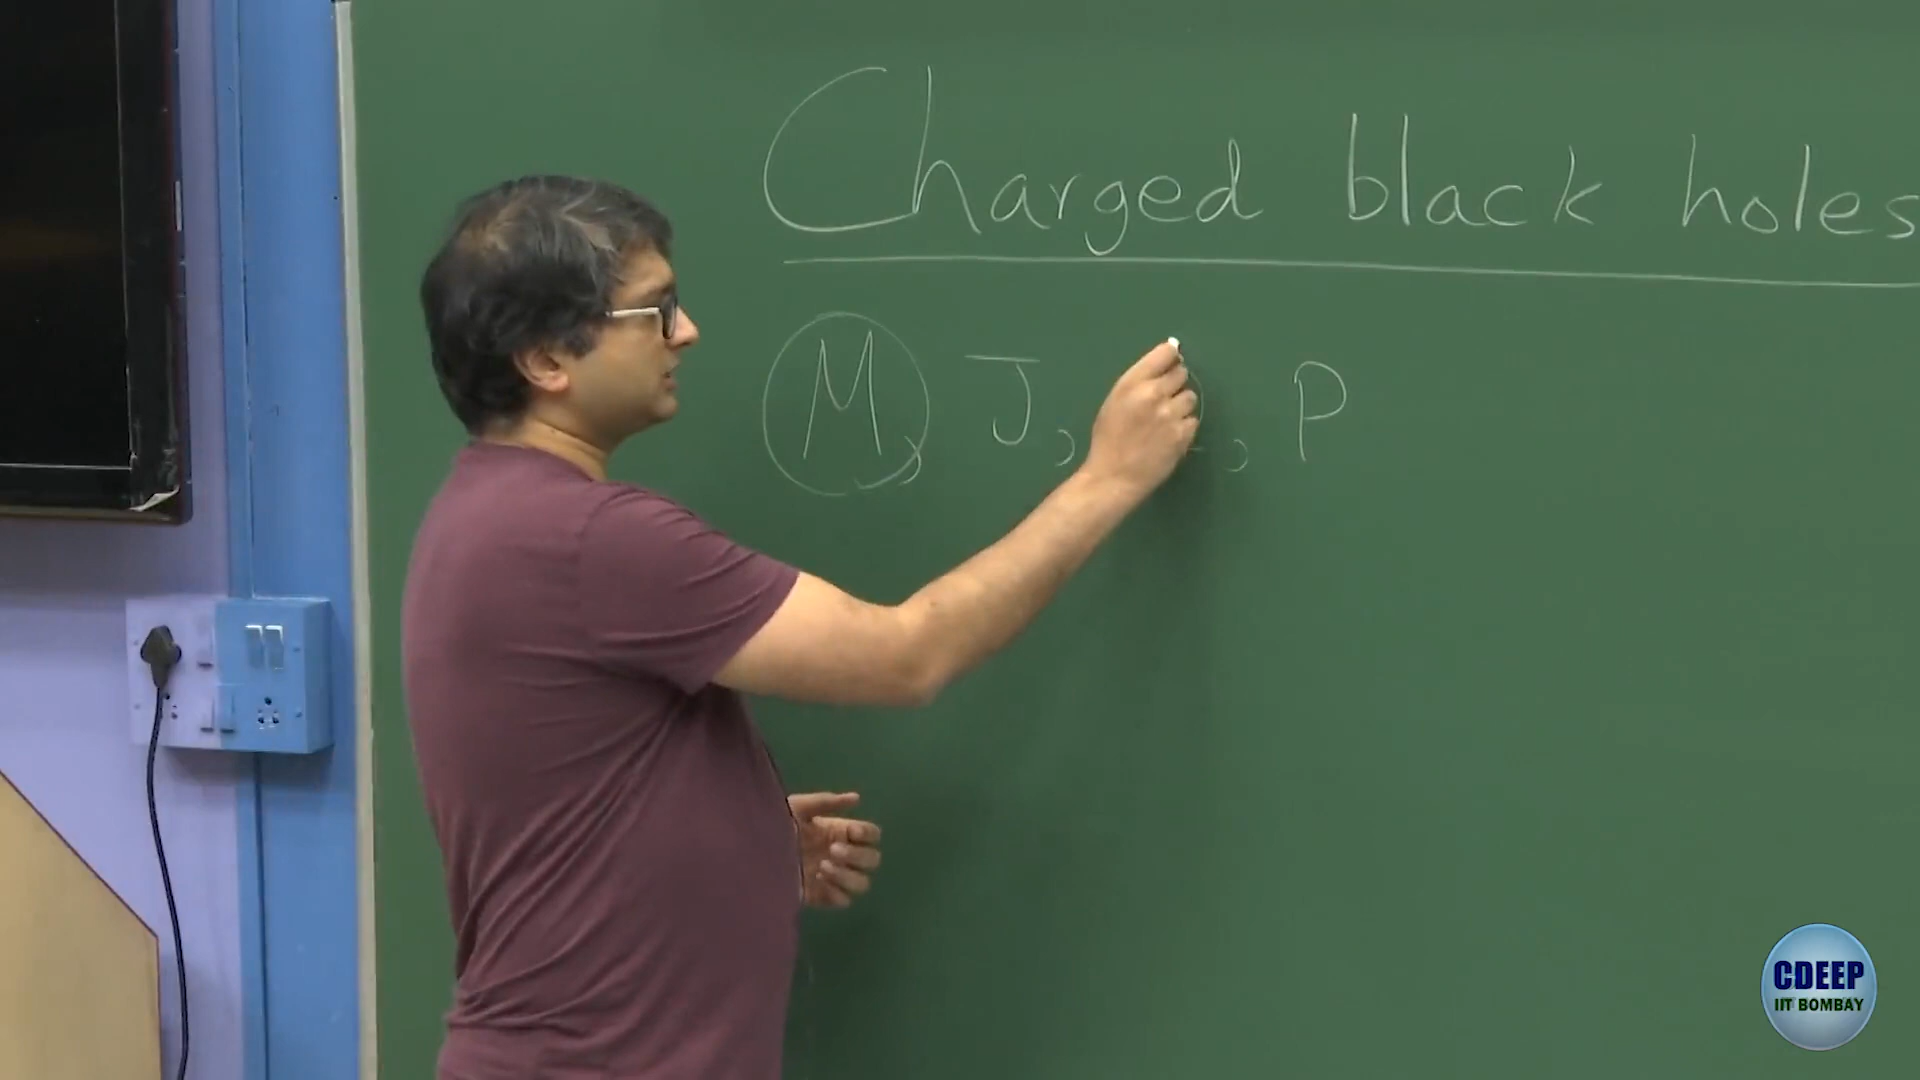 Charged black holes
M, J, , P
CDEEP
IIT BOMBAY